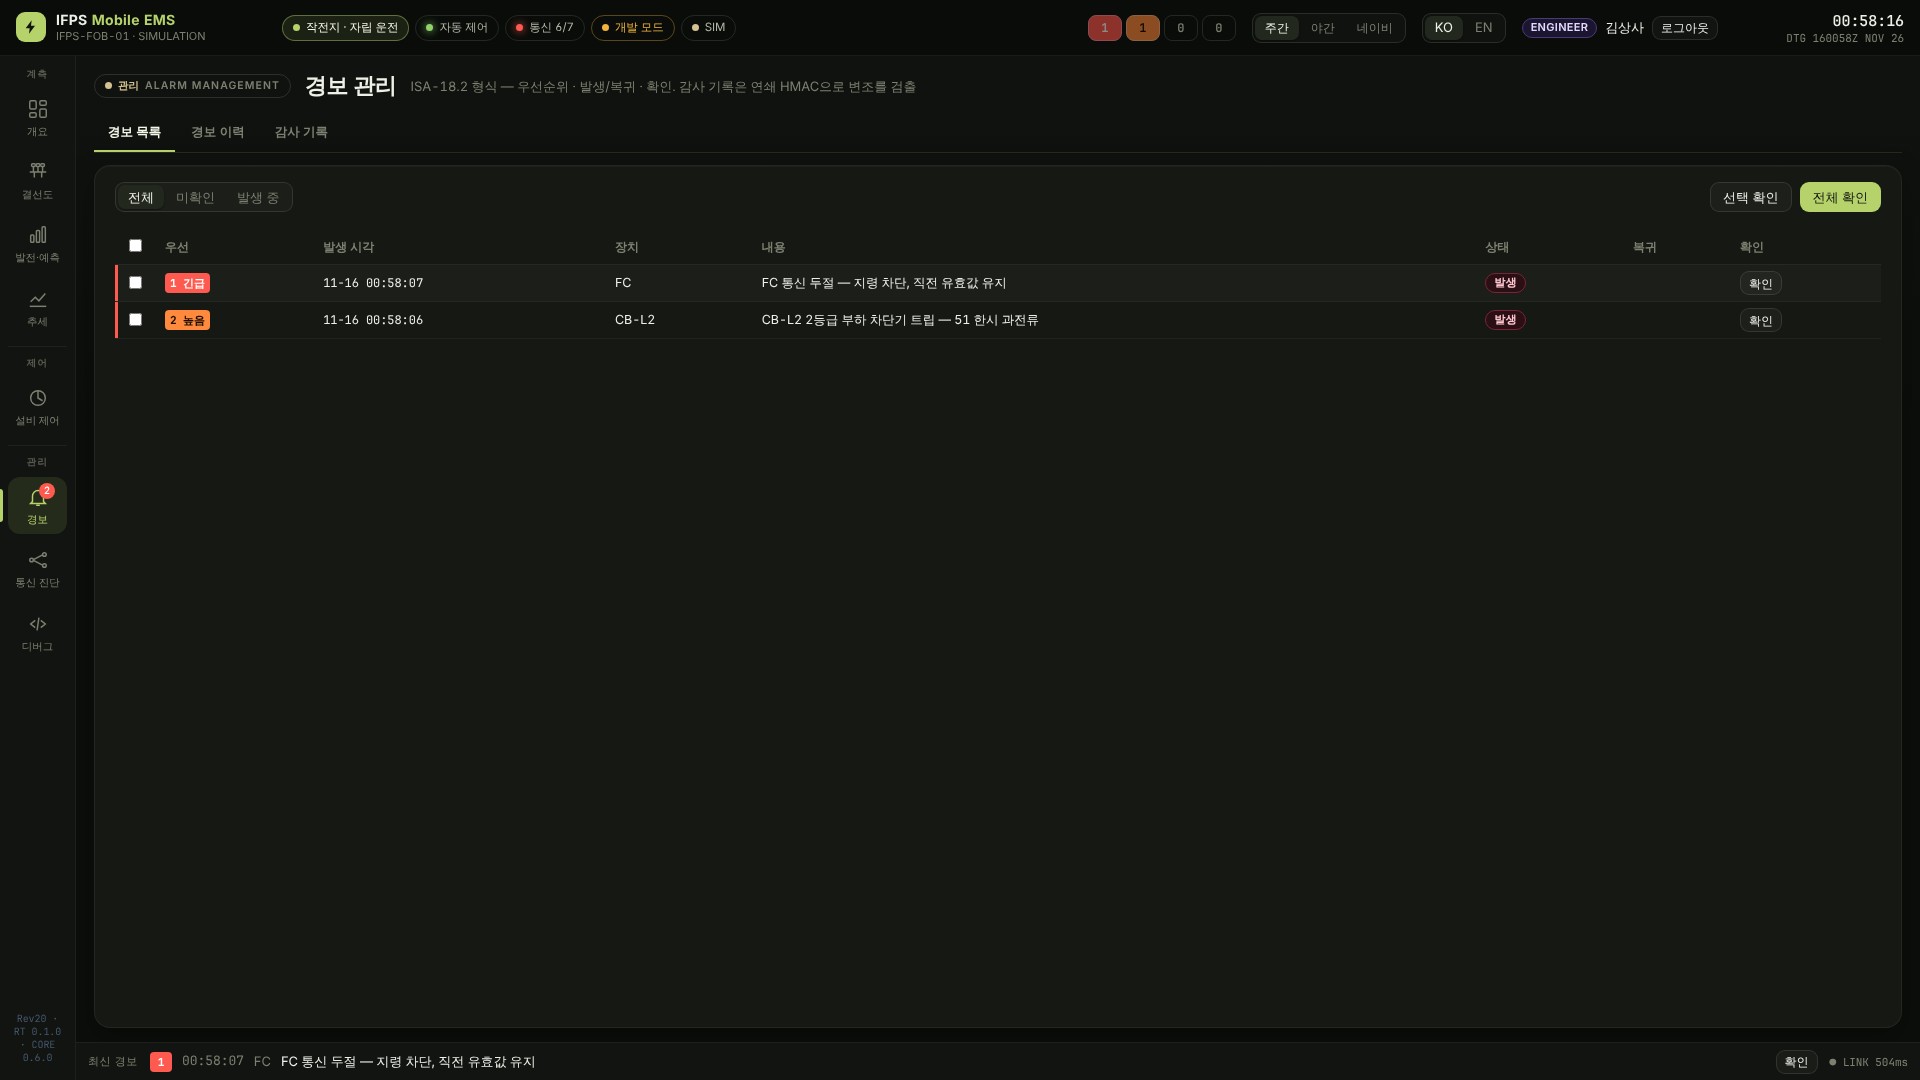 IFPS Mobile EMS
IFPS-FOB-01 · SIMULATION
작전지 · 자립 운전
자동 제어
통신 6/7
개발 모드
SIM
1 1 0 0
주간 야간 네이비
KO EN
ENGINEER 김상사 로그아웃
00:58:16
DTG 160058Z NOV 26
계측
개요
결선도
발전·예측
추세
제어
설비 제어
관리
2
경보
통신 진단
디버그
Rev20 ·
RT 0.1.0
· CORE
0.6.0
관리 ALARM MANAGEMENT
경보 관리
ISA-18.2 형식 — 우선순위 · 발생/복귀 · 확인. 감사 기록은 연쇄 HMAC으로 변조를 검출
경보 목록 경보 이력 감사 기록
전체 미확인 발생 중
선택 확인 전체 확인
우선 발생 시각 장치 내용 상태 복귀 확인
1 긴급 11-16 00:58:07 FC FC 통신 두절 — 지령 차단, 직전 유효값 유지 발생 확인
2 높음 11-16 00:58:06 CB-L2 CB-L2 2등급 부하 차단기 트립 — 51 한시 과전류 발생 확인
최신 경보 1 00:58:07 FC FC 통신 두절 — 지령 차단, 직전 유효값 유지 확인 LINK 504ms